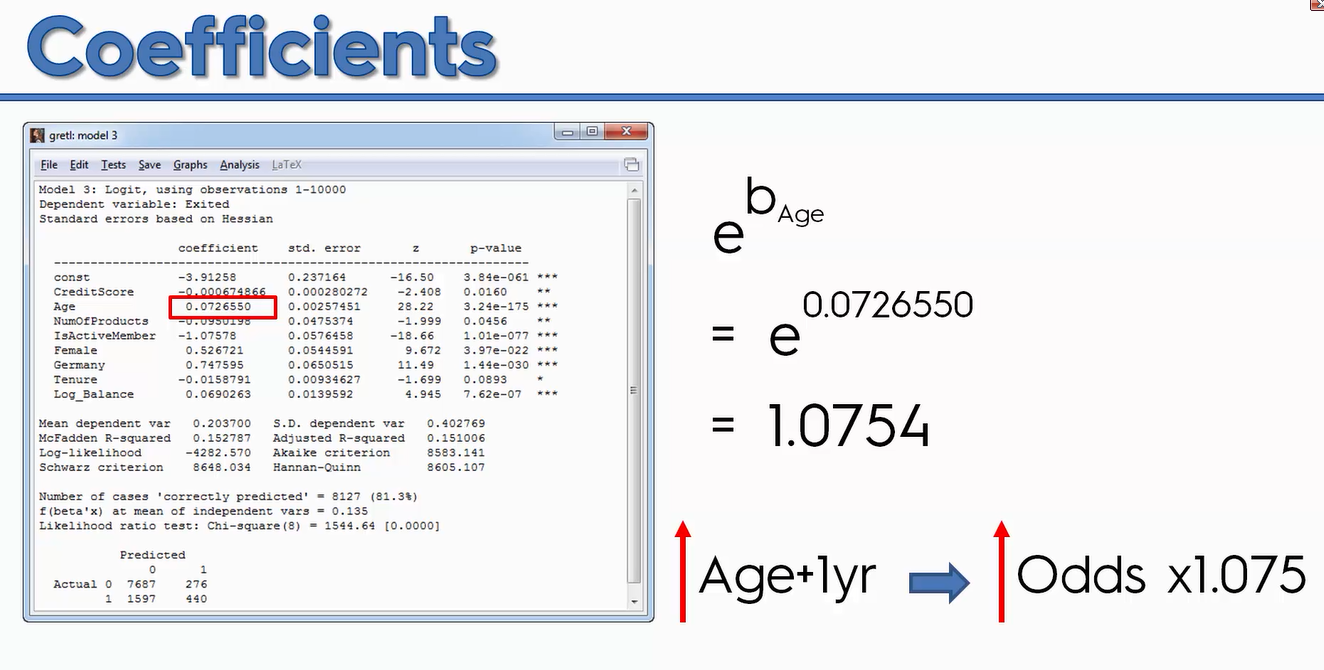 Coefficients
gretl: model 3
File Edit Tests Save Graphs Analysis LaTeX
Model 3: Logit, using observations 1-10000
Dependent variable: Exited
Standard errors based on Hessian
coefficient std. error z p-value
-----------------------------------------------------------------
const -3.91258 0.237164 -16.50 3.84e-061 ***
CreditScore -0.000674866 0.000280272 -2.408 0.0160 **
Age 0.0726550 0.00257451 28.22 3.24e-175 ***
NumOfProducts -0.0950198 0.0475374 -1.999 0.0456 **
IsActiveMember -1.07578 0.0576458 -18.66 1.01e-077 ***
Female 0.526721 0.0544591 9.672 3.97e-022 ***
Germany 0.747595 0.0650515 11.49 1.44e-030 ***
Tenure -0.0158791 0.00934627 -1.699 0.0893 *
Log_Balance 0.0690263 0.0139592 4.945 7.62e-07 ***
Mean dependent var 0.203700 S.D. dependent var 0.402769
McFadden R-squared 0.152787 Adjusted R-squared 0.151006
Log-likelihood -4282.570 Akaike criterion 8583.141
Schwarz criterion 8648.034 Hannan-Quinn 8605.107
Number of cases 'correctly predicted' = 8127 (81.3%)
f(beta'x) at mean of independent vars = 0.135
Likelihood ratio test: Chi-square(8) = 1544.64 [0.0000]
Predicted
0 1
Actual 0 7687 276
1 1597 440
e^b_Age
= e^0.0726550
= 1.0754
Age+1yr Odds x1.075